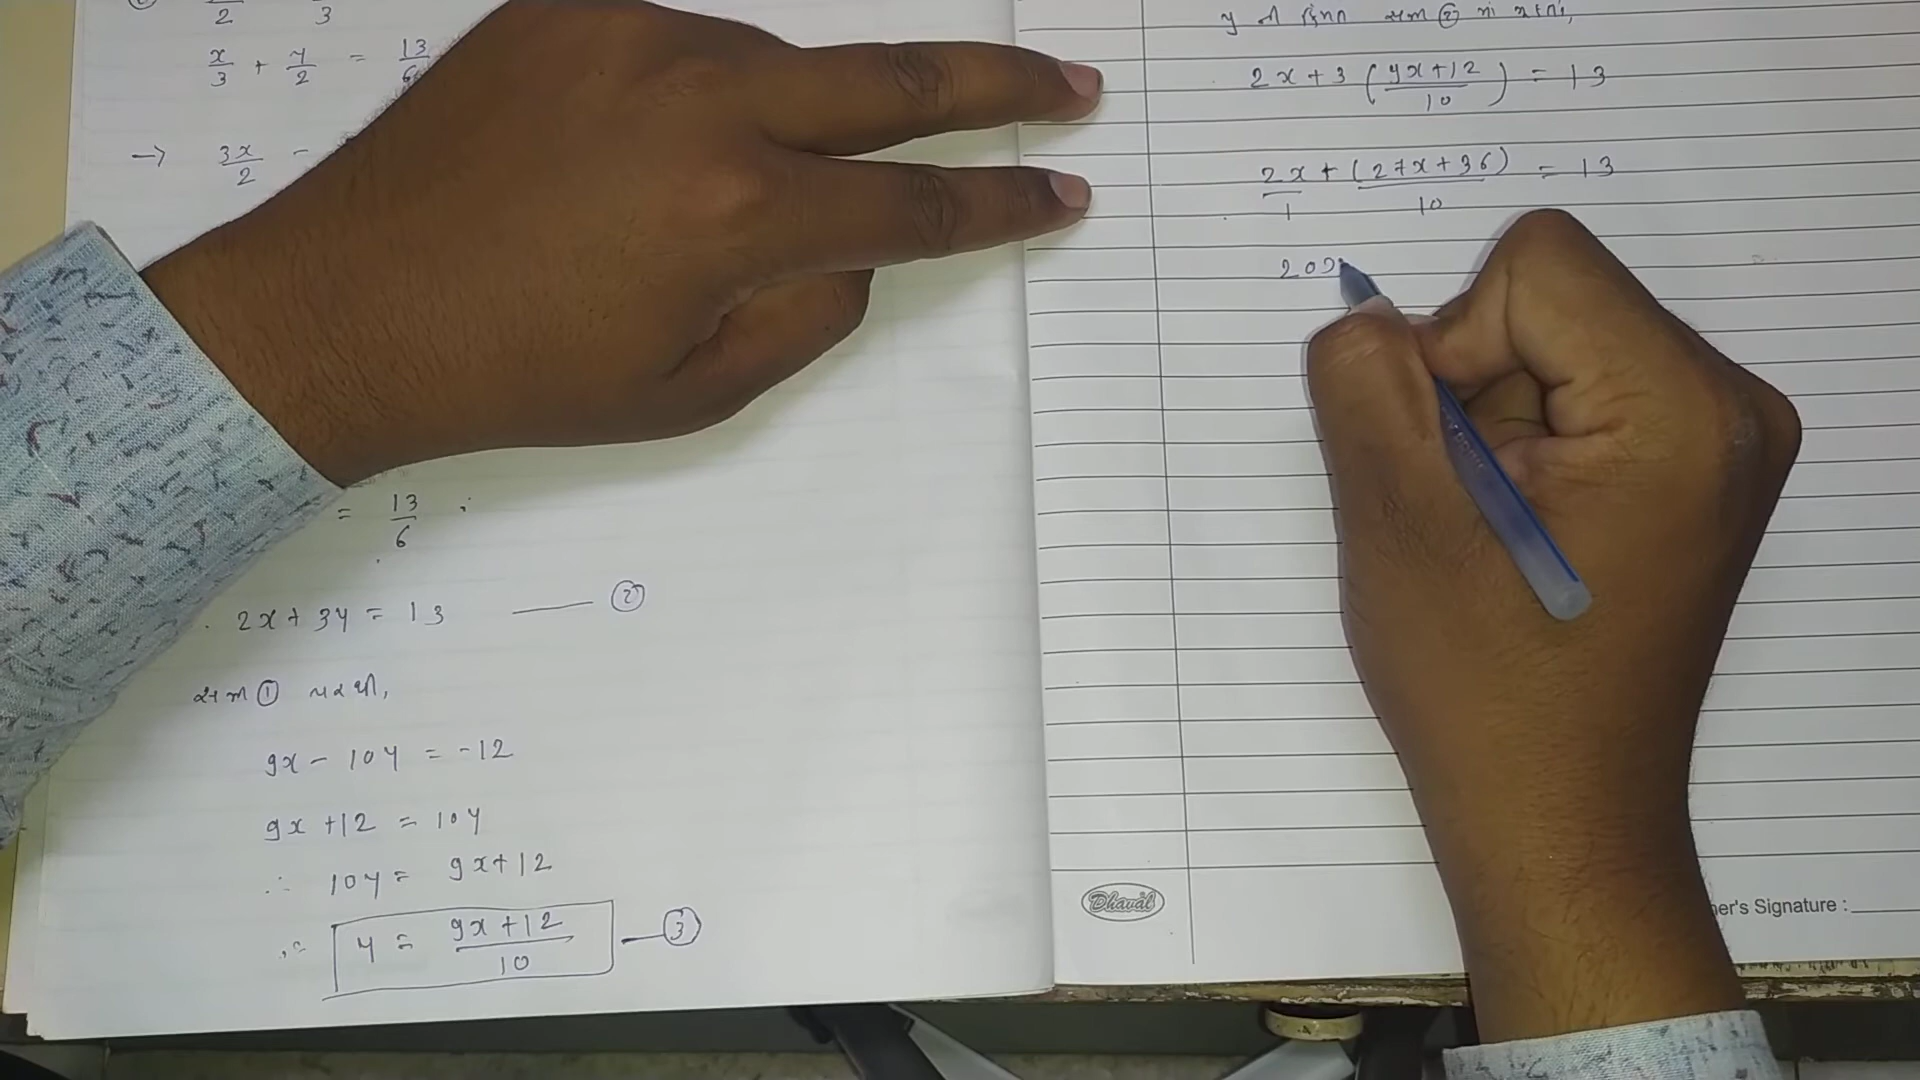 2 3
x/3 + y/2 = 13/6
→ 3x/2 -
= 13/6
2x + 3y = 13 —— ②
સમ ① પરથી,
9x - 10y = -12
9x + 12 = 10y
∴ 10y = 9x + 12
∴ y = (9x + 12)/10 —— ③
y ની કિંમત સમ ② માં
2x + 3 ((9x + 12)/10) = 13
2x/1 + (27x + 36)/10 = 13
20x
Dhaval
her's Signature :